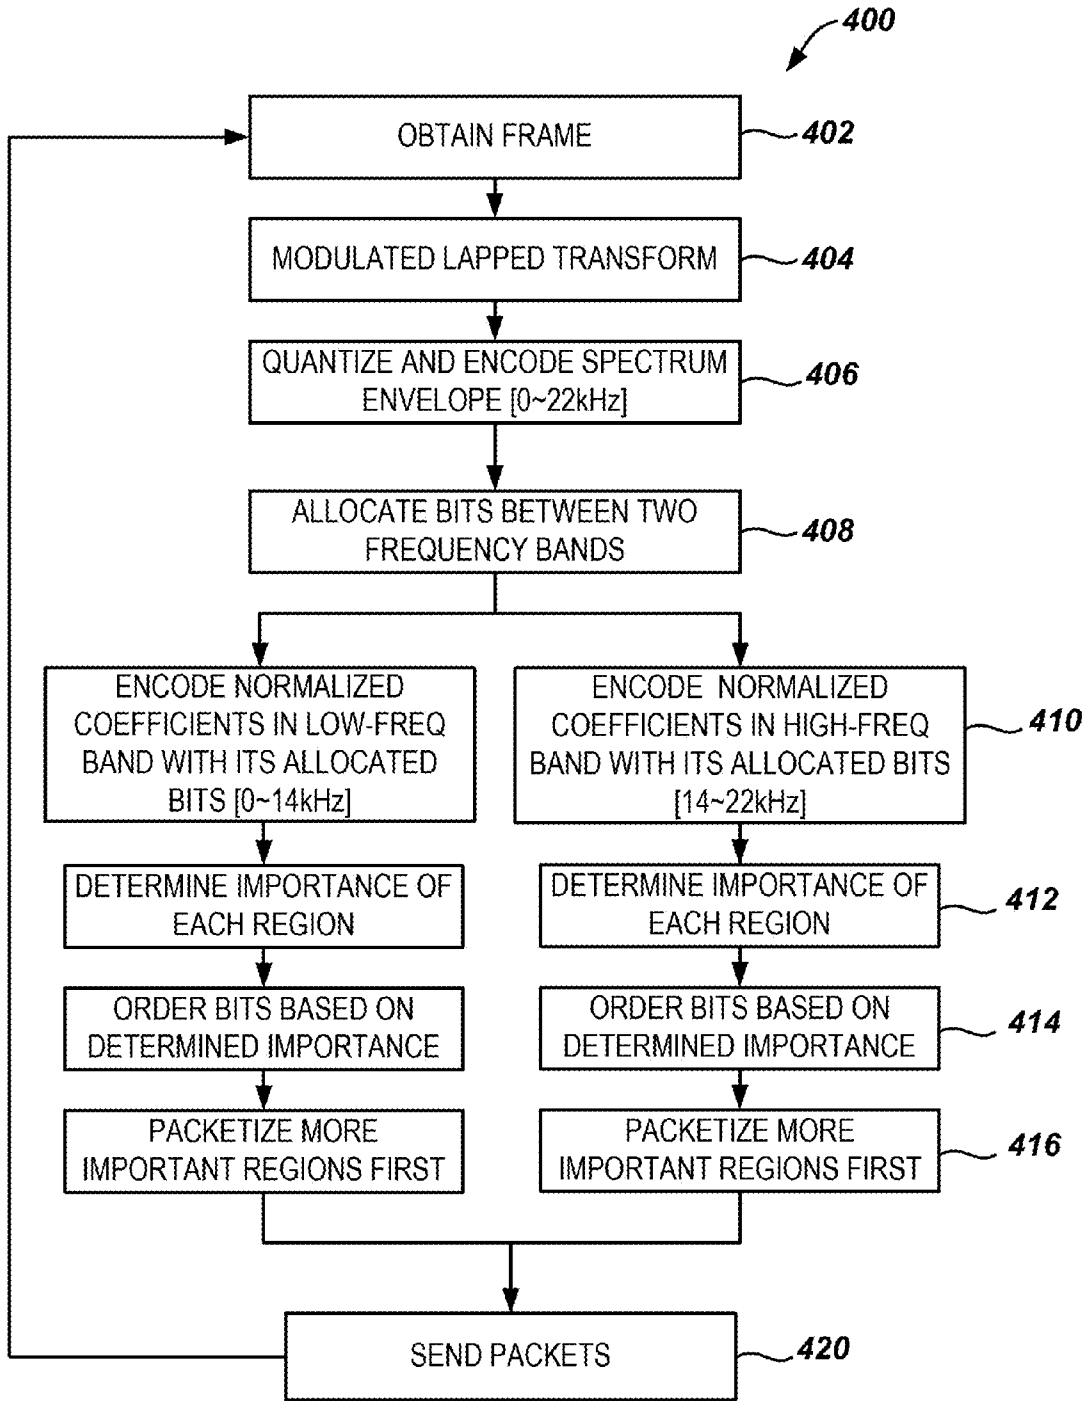 400
OBTAIN FRAME
402
MODULATED LAPPED TRANSFORM
404
QUANTIZE AND ENCODE SPECTRUM
ENVELOPE [0~22kHz]
406
ALLOCATE BITS BETWEEN TWO
FREQUENCY BANDS
408
ENCODE NORMALIZED
COEFFICIENTS IN LOW-FREQ
BAND WITH ITS ALLOCATED
BITS [0~14kHz]
ENCODE NORMALIZED
COEFFICIENTS IN HIGH-FREQ
BAND WITH ITS ALLOCATED BITS
[14~22kHz]
410
DETERMINE IMPORTANCE OF
EACH REGION
DETERMINE IMPORTANCE OF
EACH REGION
412
ORDER BITS BASED ON
DETERMINED IMPORTANCE
ORDER BITS BASED ON
DETERMINED IMPORTANCE
414
PACKETIZE MORE
IMPORTANT REGIONS FIRST
PACKETIZE MORE
IMPORTANT REGIONS FIRST
416
SEND PACKETS
420